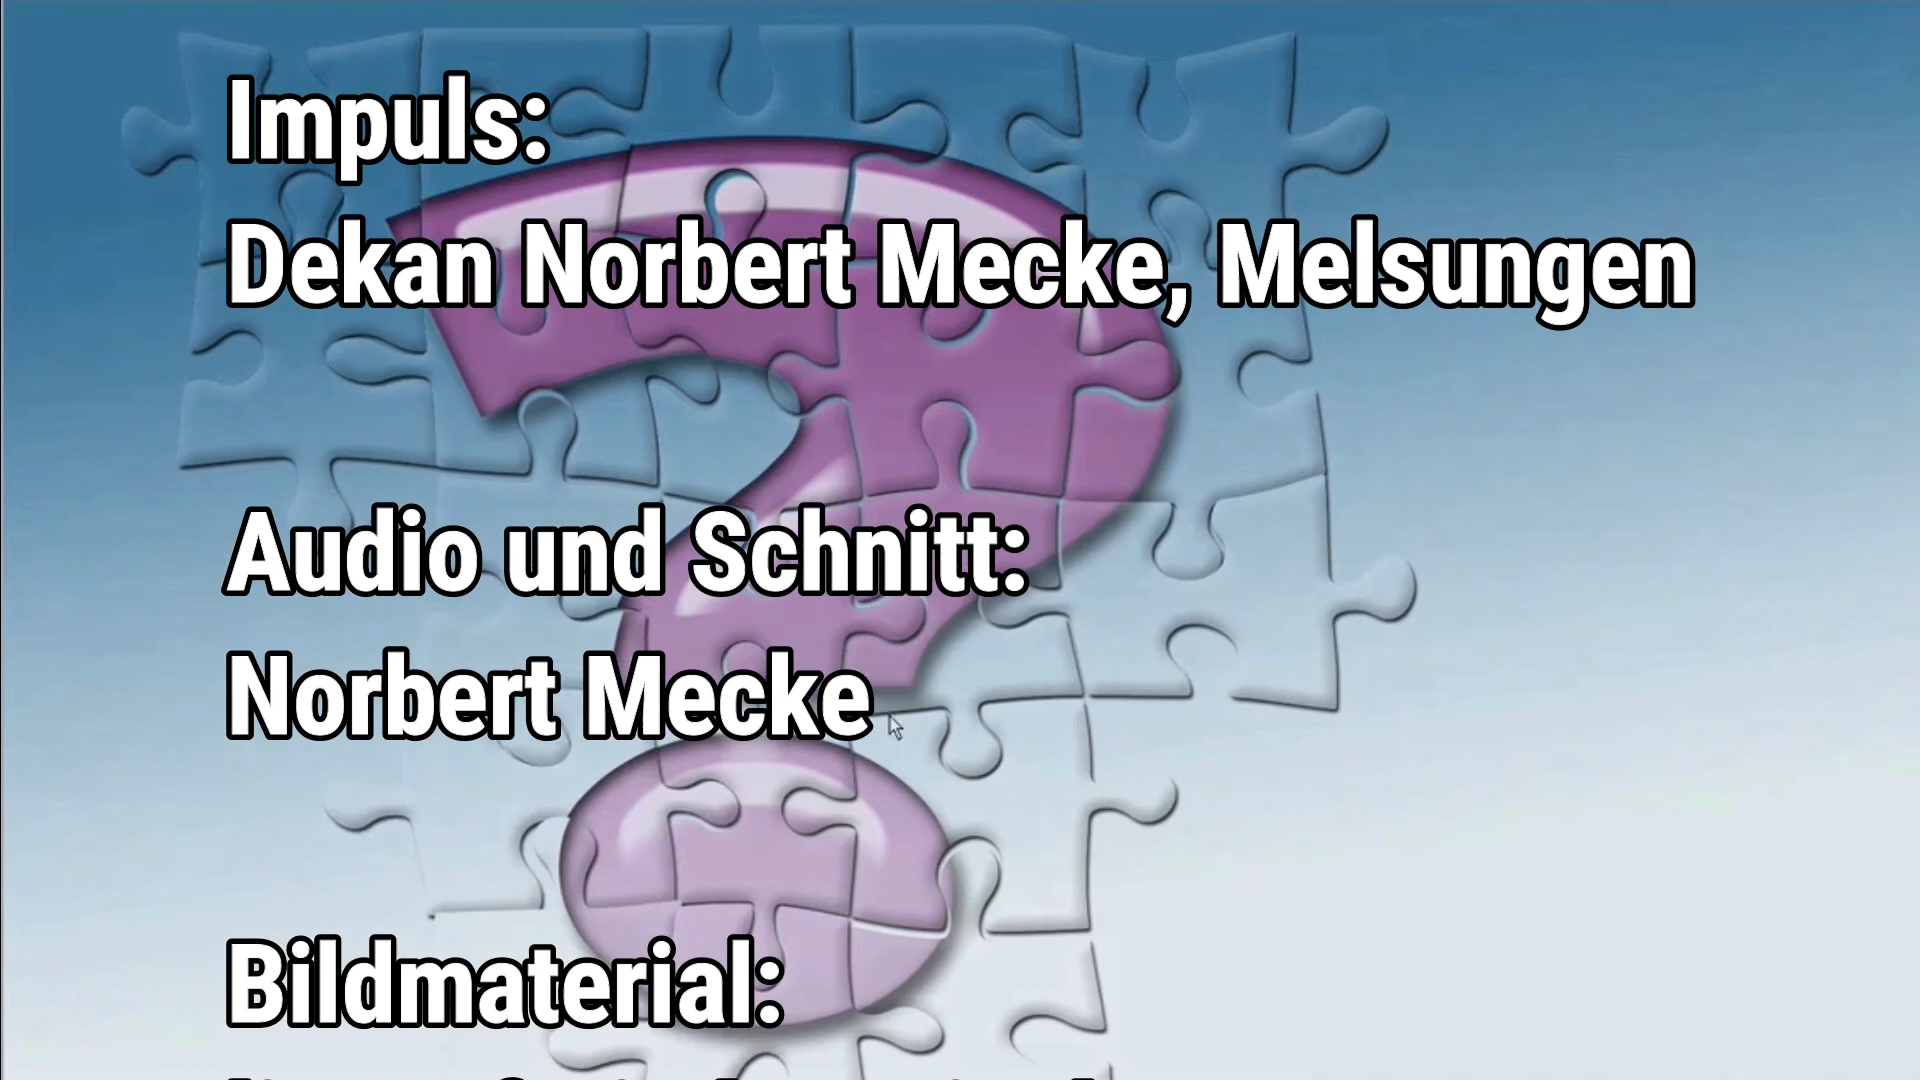 Impuls:
Dekan Norbert Mecke, Melsungen
Audio und Schnitt:
Norbert Mecke
Bildmaterial: